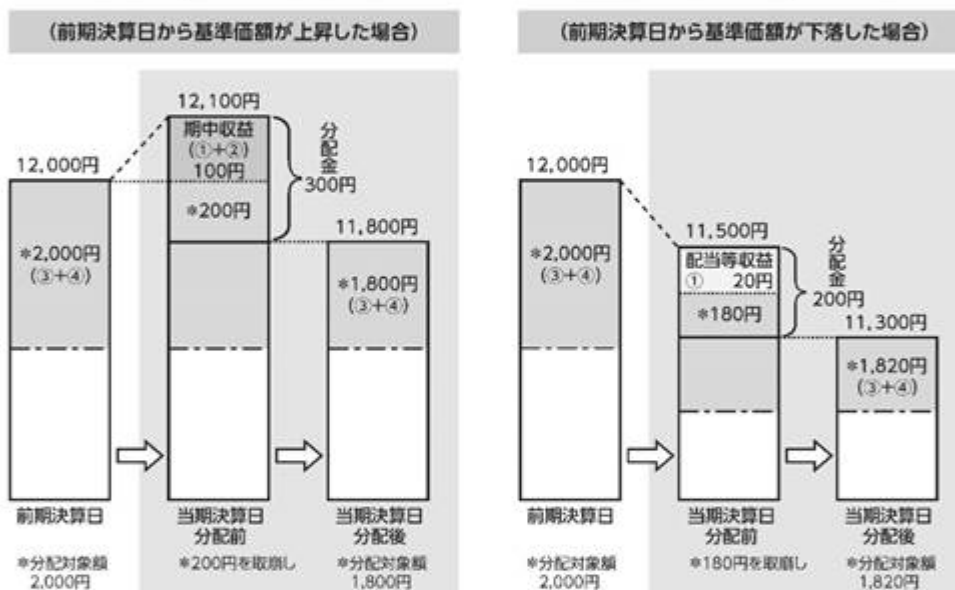 (前期決算日から基準価額が上昇した場合)
12,100円
期中収益
(①+②)
100円
分配金
300円
12,000円
*200円
11,800円
*2,000円
(③+④)
*1,800円
(③+④)
前期決算日
当期決算日
分配前
当期決算日
分配後
*分配対象額
2,000円
*200円を取崩し
*分配対象額
1,800円
(前期決算日から基準価額が下落した場合)
12,000円
11,500円
配当等収益
① 20円
分配金
200円
*2,000円
(③+④)
*180円
11,300円
*1,820円
(③+④)
前期決算日
当期決算日
分配前
当期決算日
分配後
*分配対象額
2,000円
*180円を取崩し
*分配対象額
1,820円